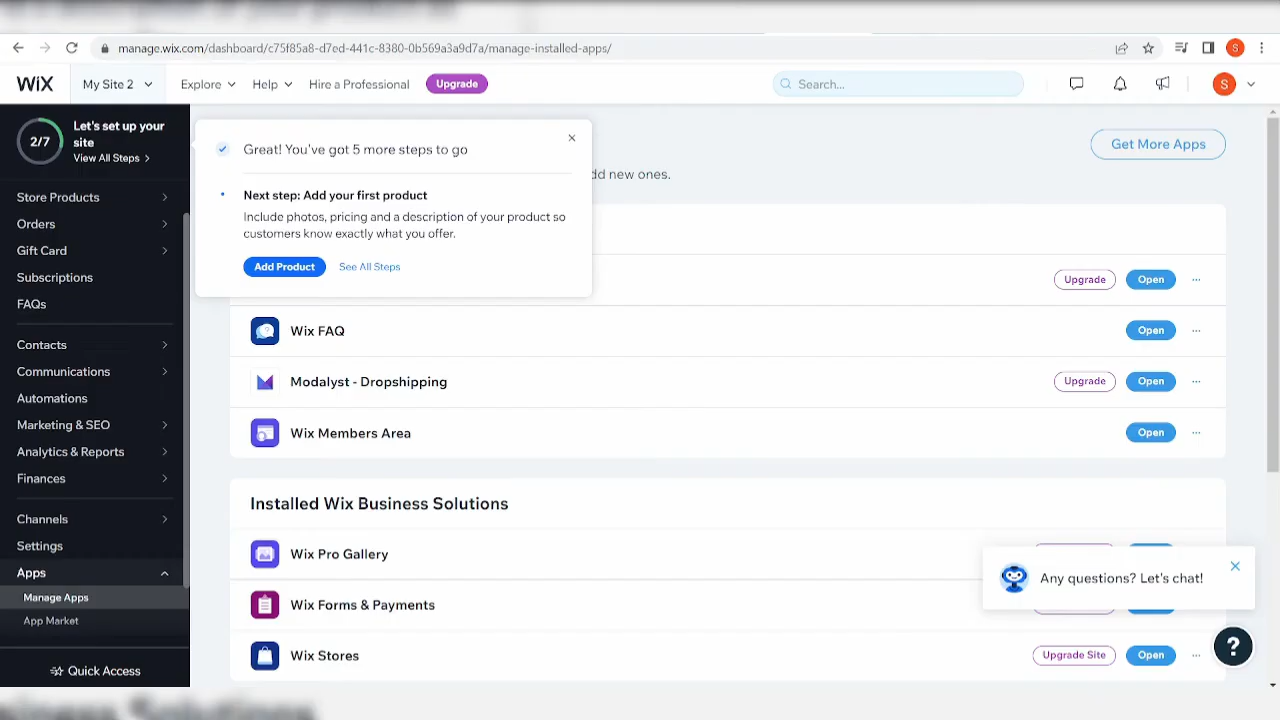 manage.wix.com/dashboard/c75f85a8-d7ed-441c-8380-0b569a3a9d7a/manage-installed-apps/
S
WiX
My Site 2
Explore
Help
Hire a Professional
Upgrade
Search...
S
2/7
Let's set up your
site
View All Steps
Store Products
Orders
Gift Card
Subscriptions
FAQs
Contacts
Communications
Automations
Marketing & SEO
Analytics & Reports
Finances
Channels
Settings
Apps
Manage Apps
App Market
Quick Access
Great! You've got 5 more steps to go
Next step: Add your first product
Include photos, pricing and a description of your product so
customers know exactly what you offer.
Add Product
See All Steps
Get More Apps
new ones.
Upgrade
Open
Wix FAQ
Open
Modalyst - Dropshipping
Upgrade
Open
Wix Members Area
Open
Installed Wix Business Solutions
Wix Pro Gallery
Wix Forms & Payments
Wix Stores
Upgrade Site
Open
Any questions? Let's chat!
?